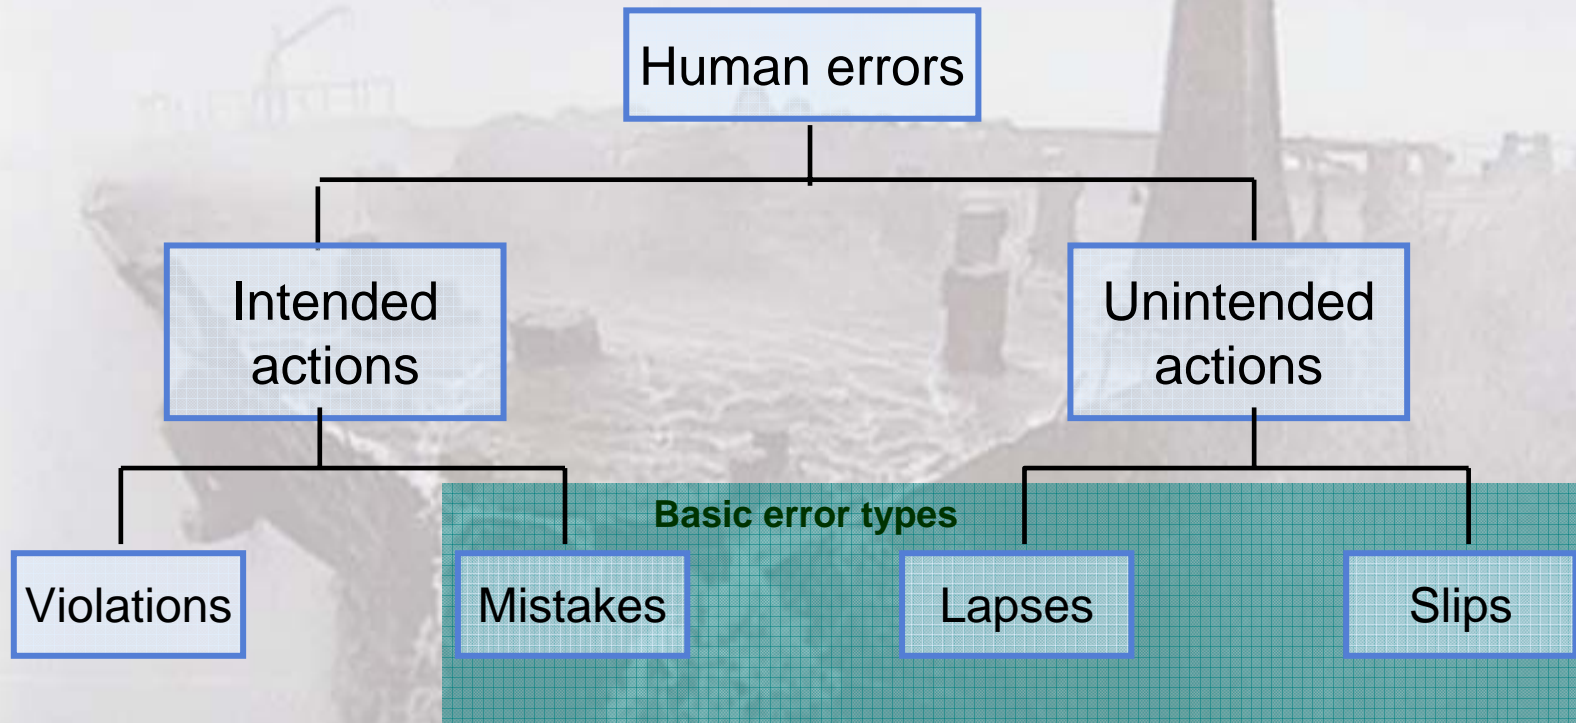 Human errors
Intended
actions
Unintended
actions
Basic error types
Violations
Mistakes
Lapses
Slips